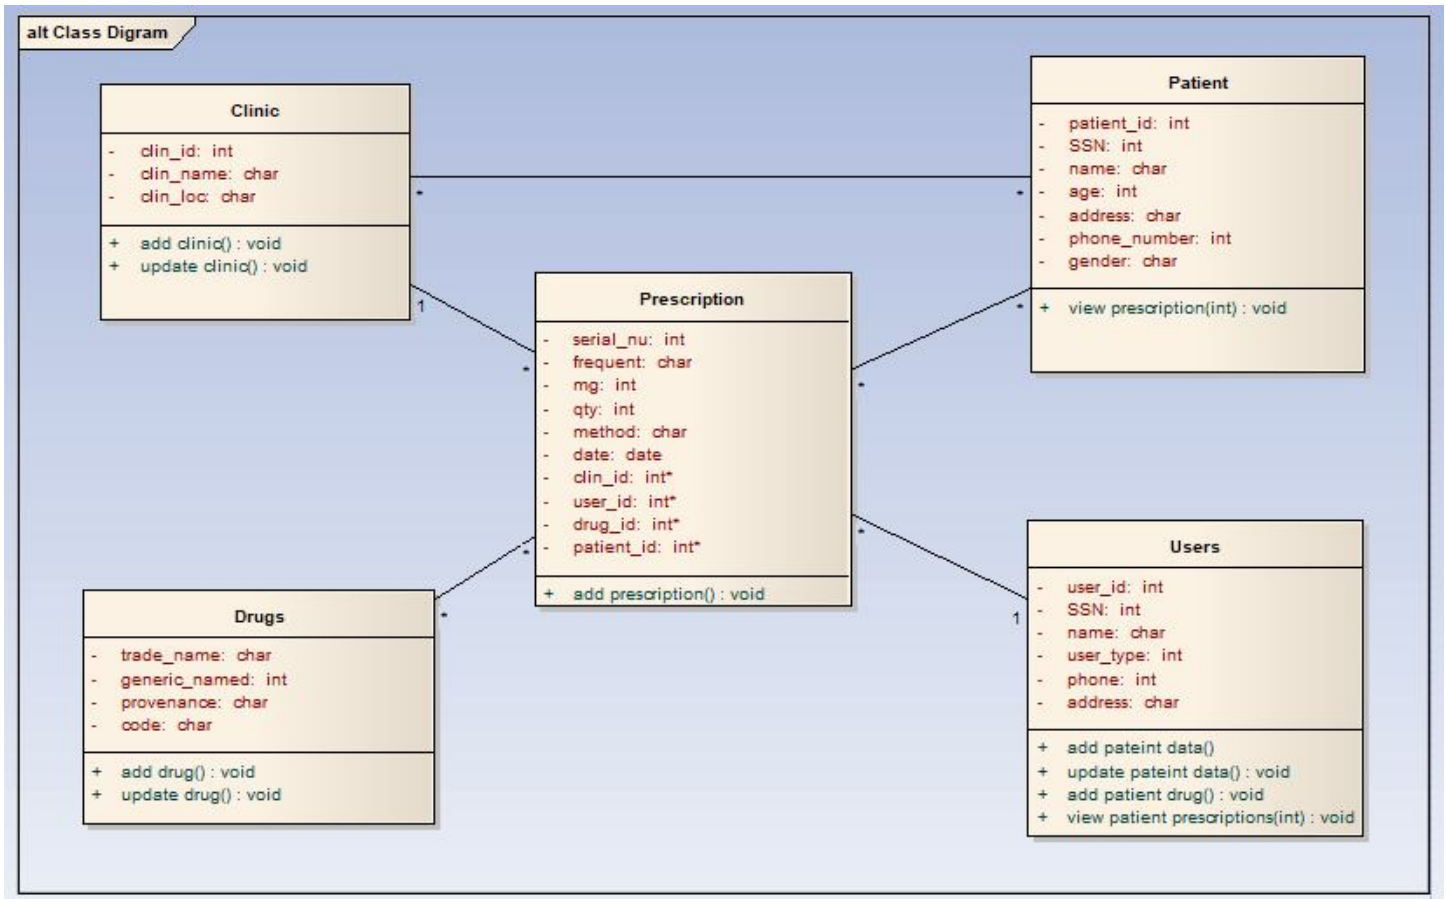 alt Class Digram
Clinic
- clin_id: int
- clin_name: char
- clin_loc: char
+ add clinic() : void
+ update clinic() : void
Patient
- patient_id: int
- SSN: int
- name: char
- age: int
- address: char
- phone_number: int
- gender: char
+ view prescription(int) : void
*
*
1
*
*
*
Prescription
- serial_nu: int
- frequent: char
- mg: int
- qty: int
- method: char
- date: date
- clin_id: int*
- user_id: int*
- drug_id: int*
- patient_id: int*
+ add prescription() : void
*
*
*
1
Drugs
- trade_name: char
- generic_named: int
- provenance: char
- code: char
+ add drug() : void
+ update drug() : void
Users
- user_id: int
- SSN: int
- name: char
- user_type: int
- phone: int
- address: char
+ add pateint data()
+ update pateint data() : void
+ add patient drug() : void
+ view patient prescriptions(int) : void